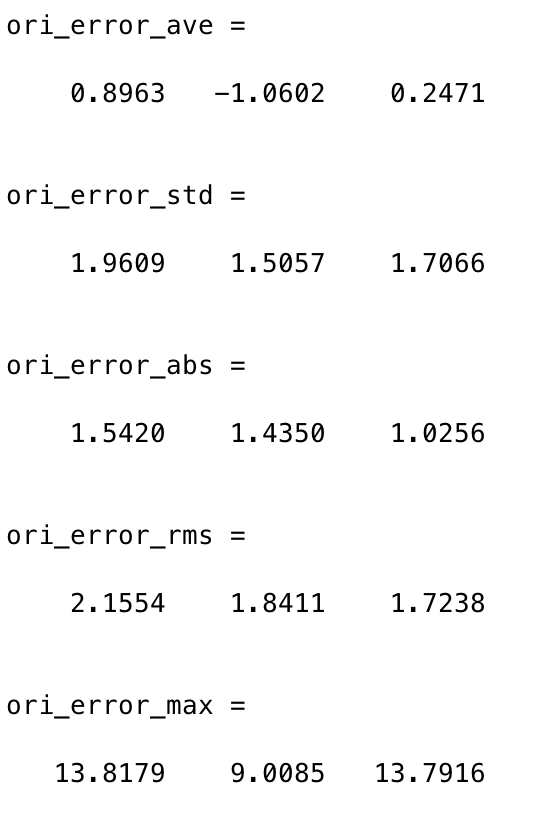 ori_error_ave =
0.8963 −1.0602 0.2471
ori_error_std =
1.9609 1.5057 1.7066
ori_error_abs =
1.5420 1.4350 1.0256
ori_error_rms =
2.1554 1.8411 1.7238
ori_error_max =
13.8179 9.0085 13.7916